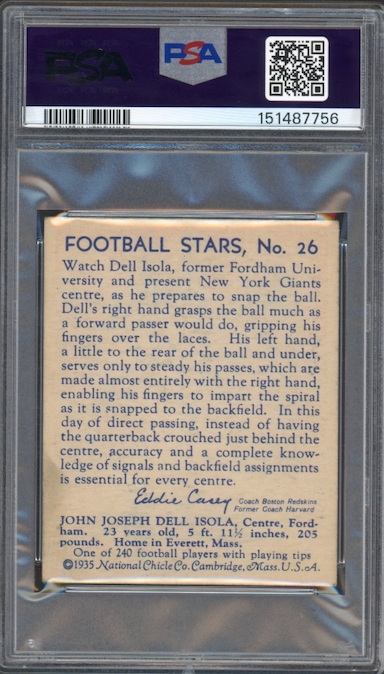 PSA
PSA
151487756
FOOTBALL STARS, No. 26
Watch Dell Isola, former Fordham Uni-
versity and present New York Giants
centre, as he prepares to snap the ball.
Dell's right hand grasps the ball much as
a forward passer would do, gripping his
fingers over the laces. His left hand,
a little to the rear of the ball and under,
serves only to steady his passes, which are
made almost entirely with the right hand,
enabling his fingers to impart the spiral
as it is snapped to the backfield. In this
day of direct passing, instead of having
the quarterback crouched just behind the
centre, accuracy and a complete know-
ledge of signals and backfield assignments
is essential for every centre.
Eddie Casey Coach Boston Redskins
Former Coach Harvard
JOHN JOSEPH DELL ISOLA, Centre, Ford-
ham. 23 years old, 5 ft. 11½ inches, 205
pounds. Home in Everett, Mass.
One of 240 football players with playing tips
©1935 National Chicle Co. Cambridge, Mass. U.S.A.